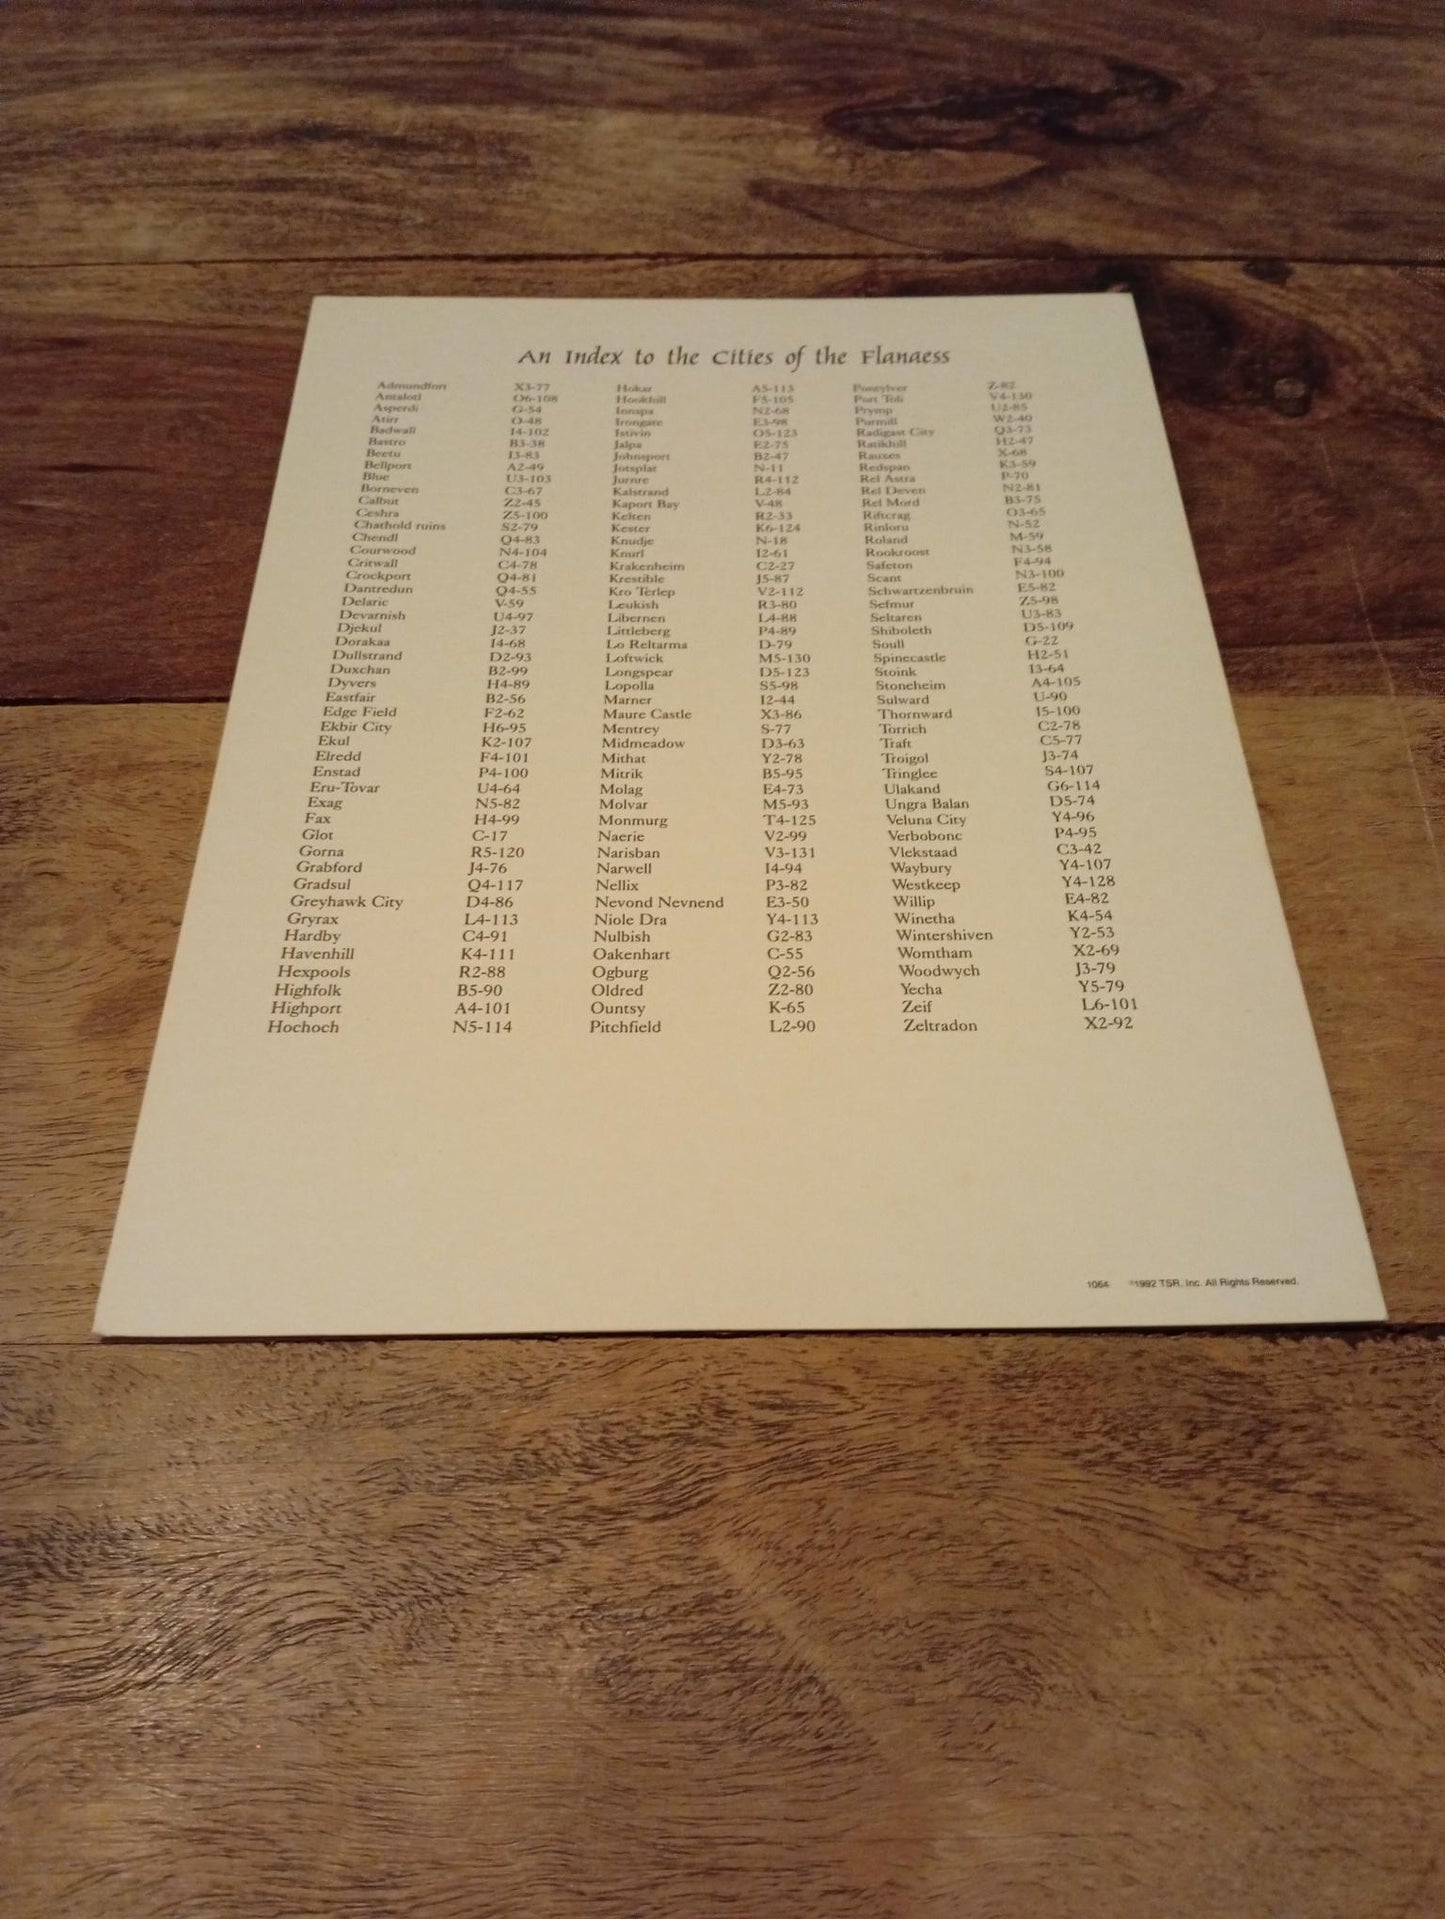 An Index to the Cities of the Flanaess
Admundfort X3-77 Hokar A5-113 Pontylver Z-82
Antalotl O6-108 Hookhill F5-105 Port Toli V4-130
Asperdi G-54 Innspa N2-68 Prymp U2-85
Atirr O-48 Irongate E3-98 Purmill W2-40
Badwall I4-102 Istivin O5-123 Radigast City Q3-73
Bastro B3-38 Jalpa E2-75 Ratikhill H2-47
Beetu I3-83 Johnsport B2-47 Rauxes X-68
Bellport A2-49 Jotsplat N-11 Redspan K3-59
Blue U3-103 Jurnre R4-112 Rel Astra P-70
Borneven C3-67 Kalstrand L2-84 Rel Deven N2-81
Calbut Z2-45 Kaport Bay V-48 Rel Mord B3-75
Ceshra Z5-100 Kelten R2-33 Riftcrag O3-65
Chathold ruins S2-79 Kester K6-124 Rinloru N-52
Chendl Q4-83 Knudje N-18 Roland M-59
Courwood N4-104 Knurl I2-61 Rookroost N3-58
Critwall C4-78 Krakenheim C2-27 Safeton F4-94
Crockport Q4-81 Krestible J5-87 Scant N3-100
Dantredun Q4-55 Kro Terlep V2-112 Schwartzenbruin E5-82
Delaric V-59 Leukish R3-80 Sefmur Z5-98
Devarnish U4-97 Libernen L4-88 Seltaren U3-83
Djekul J2-37 Littleberg P4-89 Shiboleth D5-109
Dorakaa I4-68 Lo Reltarma D-79 Soull G-22
Dullstrand D2-93 Loftwick M5-130 Spinecastle H2-51
Duxchan B2-99 Longspear D5-123 Stoink I3-64
Dyvers H4-89 Lopolla S5-98 Stoneheim A4-105
Eastfair B2-56 Marner I2-44 Sulward U-90
Edge Field F2-62 Maure Castle X3-86 Thornward I5-100
Ekbir City H6-95 Mentrey S-77 Torrich C2-78
Ekul K2-107 Midmeadow D3-63 Traft C5-77
Elredd F4-101 Mithat Y2-78 Troigol J3-74
Enstad P4-100 Mitrik B5-95 Tringlee S4-107
Eru-Tovar U4-64 Molag E4-73 Ulakand G6-114
Exag N5-82 Molvar M5-93 Ungra Balan D5-74
Fax H4-99 Monmurg T4-125 Veluna City Y4-96
Glot C-17 Naerie V2-99 Verbobonc P4-95
Gorna R5-120 Narisban V3-131 Vlekstaad C3-42
Grabford J4-76 Narwell I4-94 Waybury Y4-107
Gradsul Q4-117 Nellix P3-82 Westkeep Y4-128
Greyhawk City D4-86 Nevond Nevnend E3-50 Willip E4-82
Gryrax L4-113 Niole Dra Y4-113 Winetha K4-54
Hardby C4-91 Nulbish G2-83 Wintershiven Y2-53
Havenhill K4-111 Oakenhart C-55 Womtham X2-69
Hexpools R2-88 Ogburg Q2-56 Woodwych J3-79
Highfolk B5-90 Oldred Z2-80 Yecha Y5-79
Highport A4-101 Ountsy K-65 Zeif L6-101
Hochoch N5-114 Pitchfield L2-90 Zeltradon X2-92
1064 ©1992 TSR, Inc. All Rights Reserved.